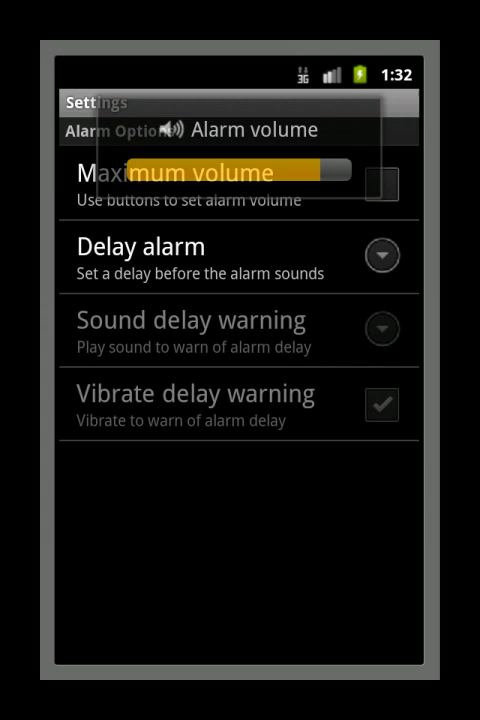 3G 1:32
Settings
Alarm Options
Alarm volume
Maximum volume
Use buttons to set alarm volume
Delay alarm
Set a delay before the alarm sounds
Sound delay warning
Play sound to warn of alarm delay
Vibrate delay warning
Vibrate to warn of alarm delay